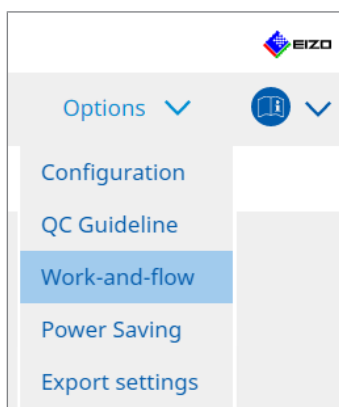 EIZO
Options
Configuration
QC Guideline
Work-and-flow
Power Saving
Export settings